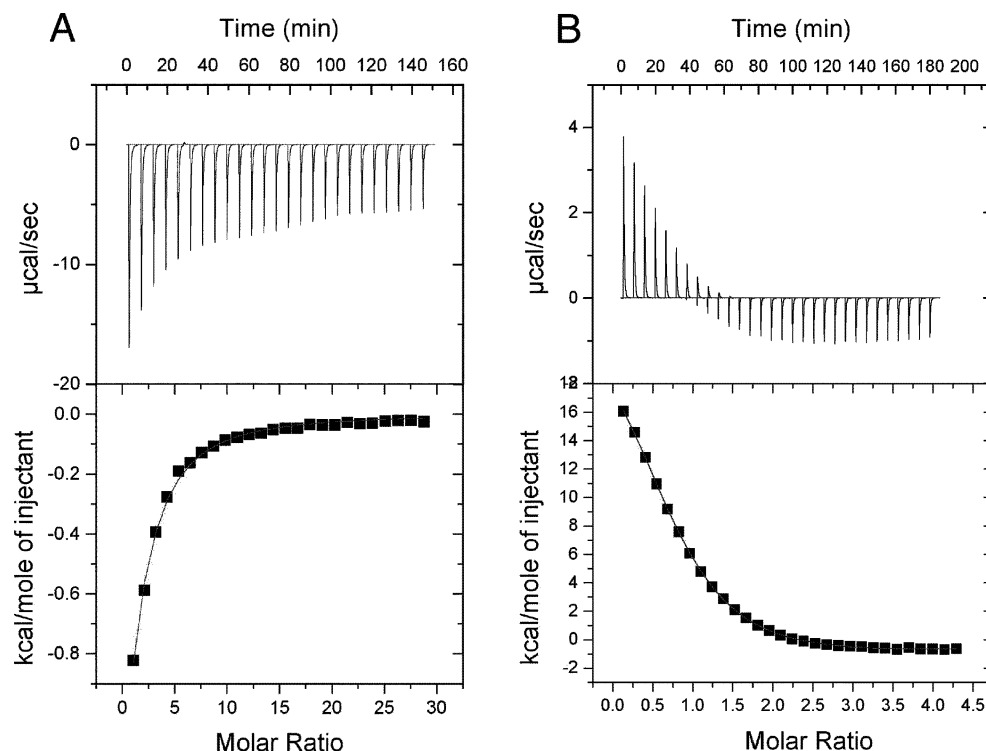 A
Time (min)
0 20 40 60 80 100 120 140 160
0
-10
-20
µcal/sec
0.0
-0.2
-0.4
-0.6
-0.8
kcal/mole of injectant
0 5 10 15 20 25 30
Molar Ratio
B
Time (min)
0 20 40 60 80 100 120 140 160 180 200
4
2
0
µcal/sec
16
14
12
10
8
6
4
2
0
-2
kcal/mole of injectant
0.0 0.5 1.0 1.5 2.0 2.5 3.0 3.5 4.0 4.5
Molar Ratio